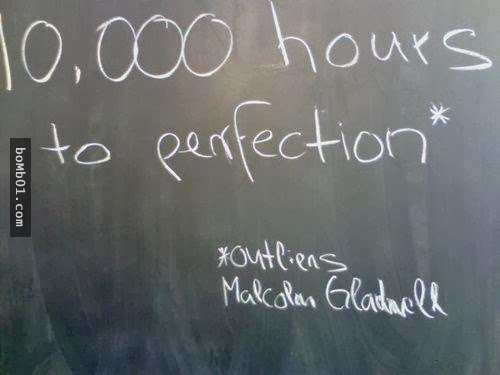 10,000 hours
to perfection*
*outliers
Malcolm Gladwell
boMb01.com